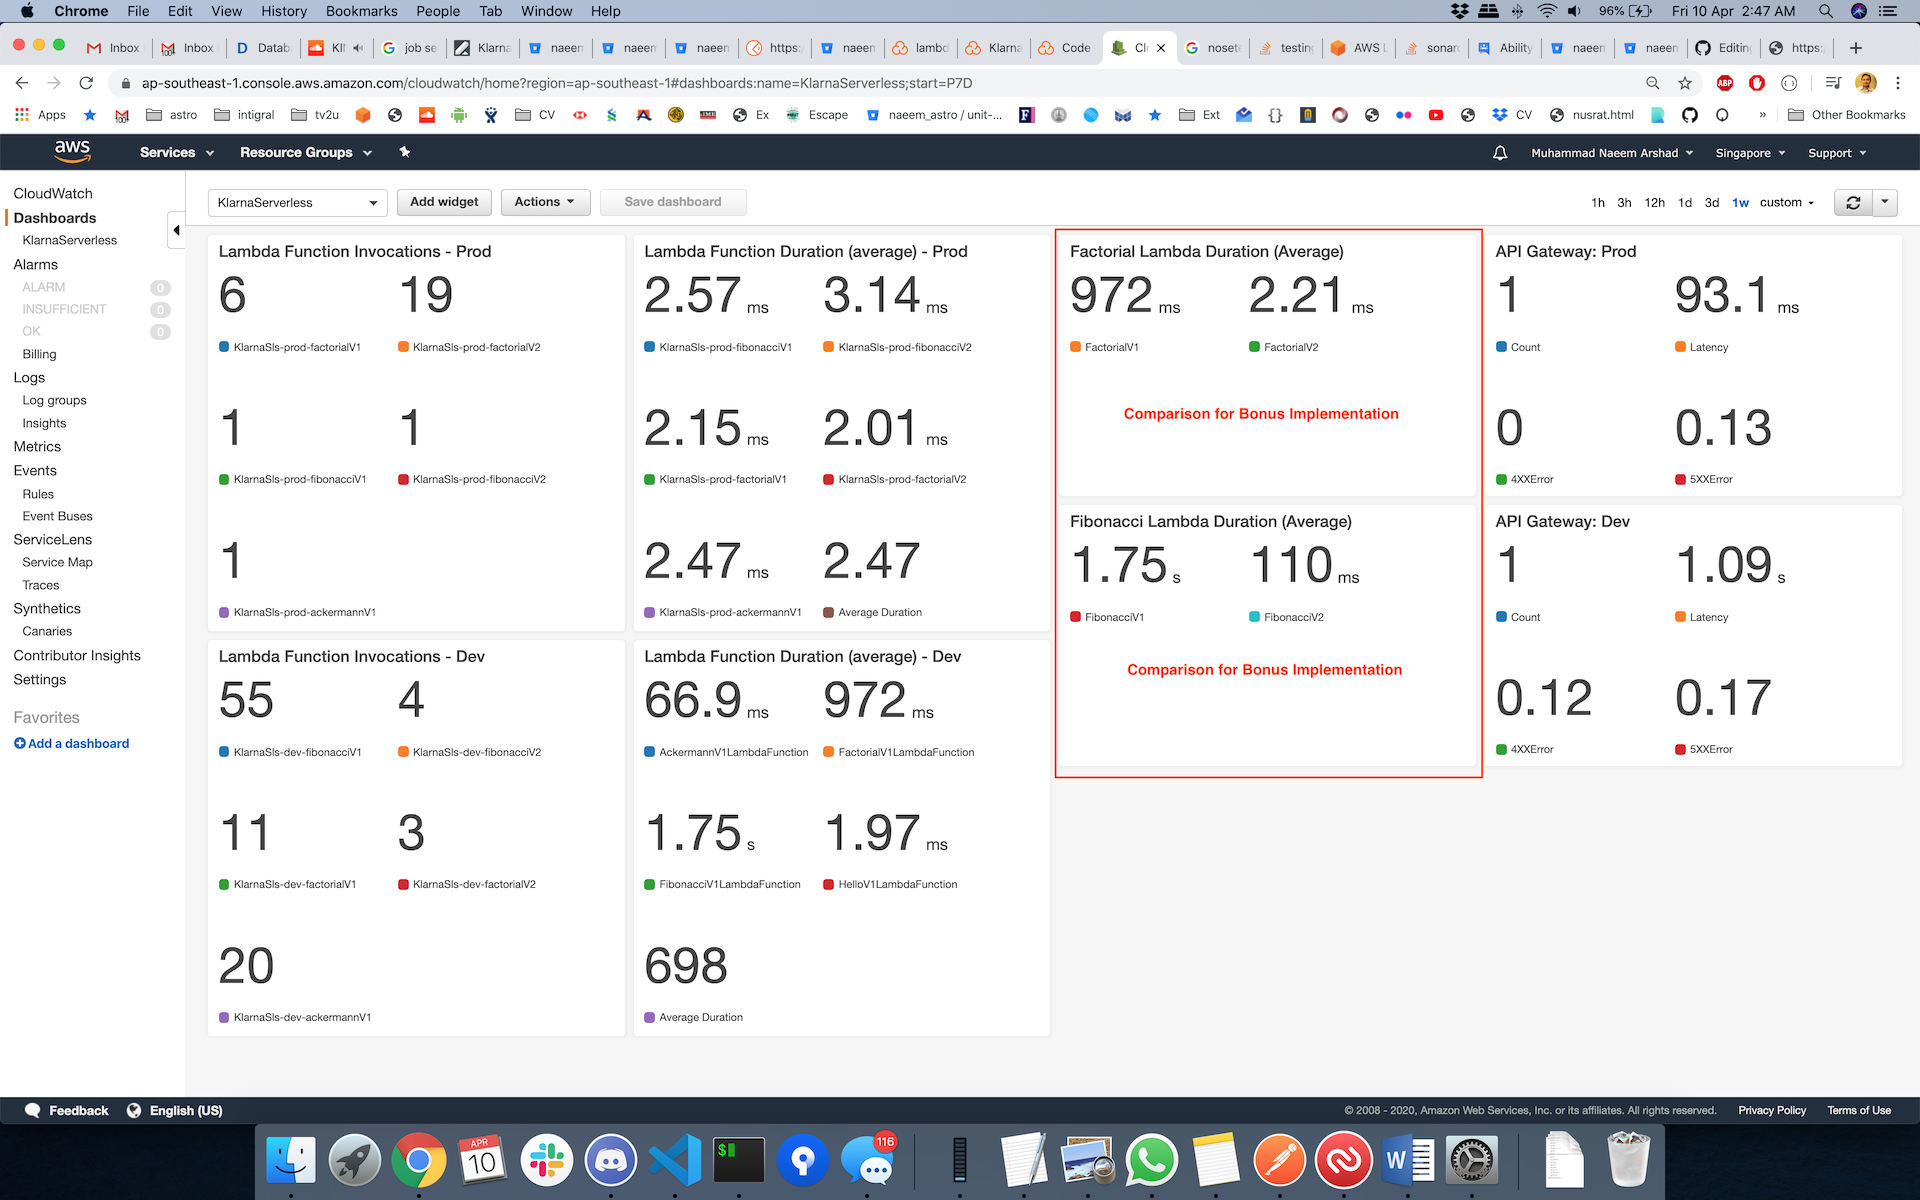 Chrome File Edit View History Bookmarks People Tab Window Help 96% Fri 10 Apr 2:47 AM
Inbox Inbox Datab KIN job se Klarna naeem naeem naeem https: naeem lambd Klarna Code Cl naset testing AWS L sonar Ability naeem naeem Editing https:
ap-southeast-1.console.aws.amazon.com/cloudwatch/home?region=ap-southeast-1#dashboards:name=KlarnaServerless;start=P7D ABP
Apps astro intigral tv2u CV Ex Escape naeem_astro / unit-... Ext CV nusrat.html » Other Bookmarks
aws Services Resource Groups Muhammad Naeem Arshad Singapore Support
CloudWatch
Dashboards
KlarnaServerless
Alarms
ALARM 0
INSUFFICIENT 0
OK 0
Billing
Logs
Log groups
Insights
Metrics
Events
Rules
Event Buses
ServiceLens
Service Map
Traces
Synthetics
Canaries
Contributor Insights
Settings
Favorites
Add a dashboard
KlarnaServerless Add widget Actions Save dashboard 1h 3h 12h 1d 3d 1w custom
Lambda Function Invocations - Prod
6 19
KlarnaSls-prod-factorialV1 KlarnaSls-prod-factorialV2
1 1
KlarnaSls-prod-fibonacciV1 KlarnaSls-prod-fibonacciV2
1
KlarnaSls-prod-ackermannV1
Lambda Function Duration (average) - Prod
2.57 ms 3.14 ms
KlarnaSls-prod-fibonacciV1 KlarnaSls-prod-fibonacciV2
2.15 ms 2.01 ms
KlarnaSls-prod-factorialV1 KlarnaSls-prod-factorialV2
2.47 ms 2.47
KlarnaSls-prod-ackermannV1 Average Duration
Factorial Lambda Duration (Average)
972 ms 2.21 ms
FactorialV1 FactorialV2
Comparison for Bonus Implementation
API Gateway: Prod
1 93.1 ms
Count Latency
0 0.13
4XXError 5XXError
Fibonacci Lambda Duration (Average)
1.75 s 110 ms
FibonacciV1 FibonacciV2
Comparison for Bonus Implementation
API Gateway: Dev
1 1.09 s
Count Latency
0.12 0.17
4XXError 5XXError
Lambda Function Invocations - Dev
55 4
KlarnaSls-dev-fibonacciV1 KlarnaSls-dev-fibonacciV2
11 3
KlarnaSls-dev-factorialV1 KlarnaSls-dev-factorialV2
20
KlarnaSls-dev-ackermannV1
Lambda Function Duration (average) - Dev
66.9 ms 972 ms
AckermannV1LambdaFunction FactorialV1LambdaFunction
1.75 s 1.97 ms
FibonacciV1LambdaFunction HelloV1LambdaFunction
698
Average Duration
Feedback English (US) © 2008 - 2020, Amazon Web Services, Inc. or its affiliates. All rights reserved. Privacy Policy Terms of Use
APR
10
116